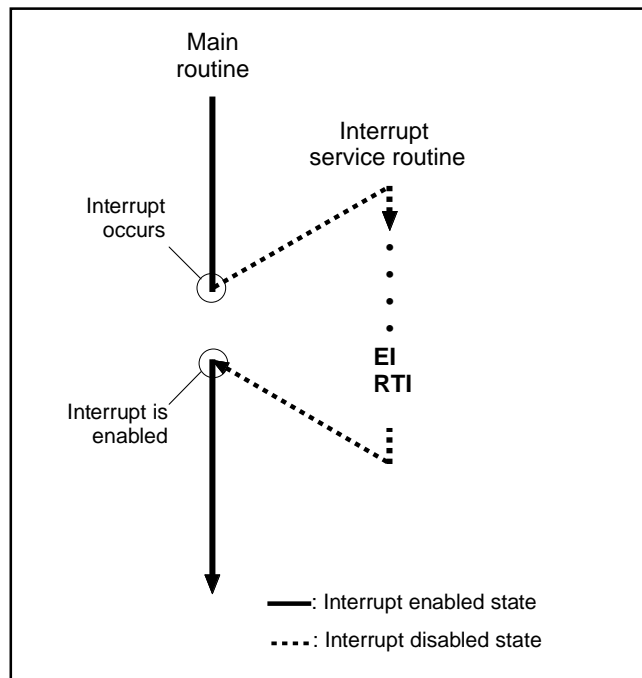 Main
routine
Interrupt
service routine
Interrupt
occurs
EI
RTI
Interrupt is
enabled
: Interrupt enabled state
: Interrupt disabled state